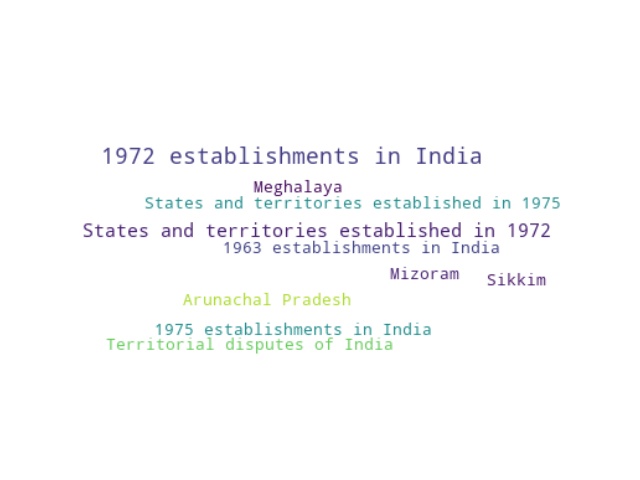 1972 establishments in India
Meghalaya
States and territories established in 1975
States and territories established in 1972
1963 establishments in India
Mizoram
Sikkim
Arunachal Pradesh
1975 establishments in India
Territorial disputes of India